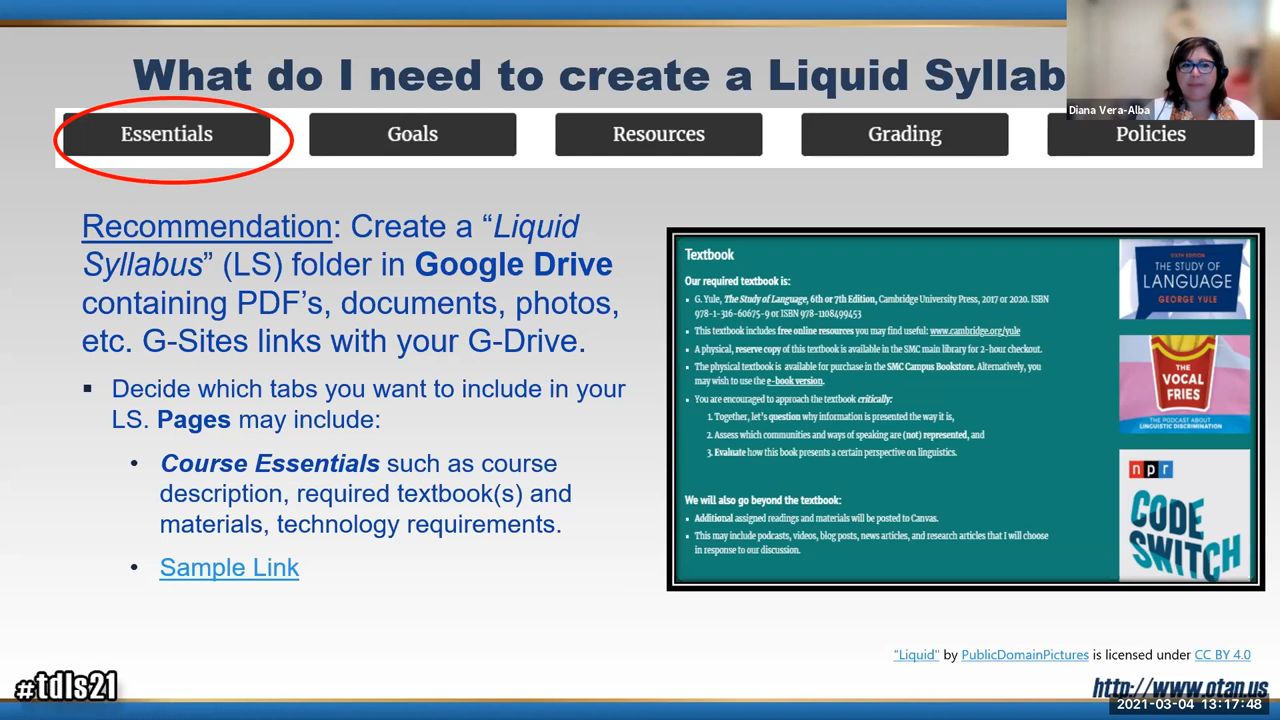 What do I need to create a Liquid Syllab
Diana Vera-Alba
Essentials
Goals
Resources
Grading
Policies
Recommendation: Create a “Liquid
Syllabus” (LS) folder in Google Drive
containing PDF’s, documents, photos,
etc. G-Sites links with your G-Drive.
▪ Decide which tabs you want to include in your
LS. Pages may include:
• Course Essentials such as course
description, required textbook(s) and
materials, technology requirements.
• Sample Link
Textbook
Our required textbook is:
• G. Yule, The Study of Language, 6th or 7th Edition, Cambridge University Press, 2017 or 2020. ISBN
978-1-316-60675-9 or ISBN 978-1108499453
• This textbook includes free online resources you may find useful: www.cambridge.org/yule
• A physical, reserve copy of this textbook is available in the SMC main library for 2-hour checkout.
• The physical textbook is available for purchase in the SMC Campus Bookstore. Alternatively, you
may wish to use the e-book version.
• You are encouraged to approach the textbook critically:
1. Together, let’s question why information is presented the way it is,
2. Assess which communities and ways of speaking are (not) represented, and
3. Evaluate how this book presents a certain perspective on linguistics.
We will also go beyond the textbook:
• Additional assigned readings and materials will be posted to Canvas.
• This may include podcasts, videos, blog posts, news articles, and research articles that I will choose
in response to our discussion.
SIXTH EDITION
THE STUDY OF
LANGUAGE
GEORGE YULE
THE
VOCAL
FRIES
THE PODCAST ABOUT
LINGUISTIC DISCRIMINATION
npr
CODE
SWITCH
"Liquid" by PublicDomainPictures is licensed under CC BY 4.0
#tdls21
http://www.otan.us
2021-03-04 13:17:48